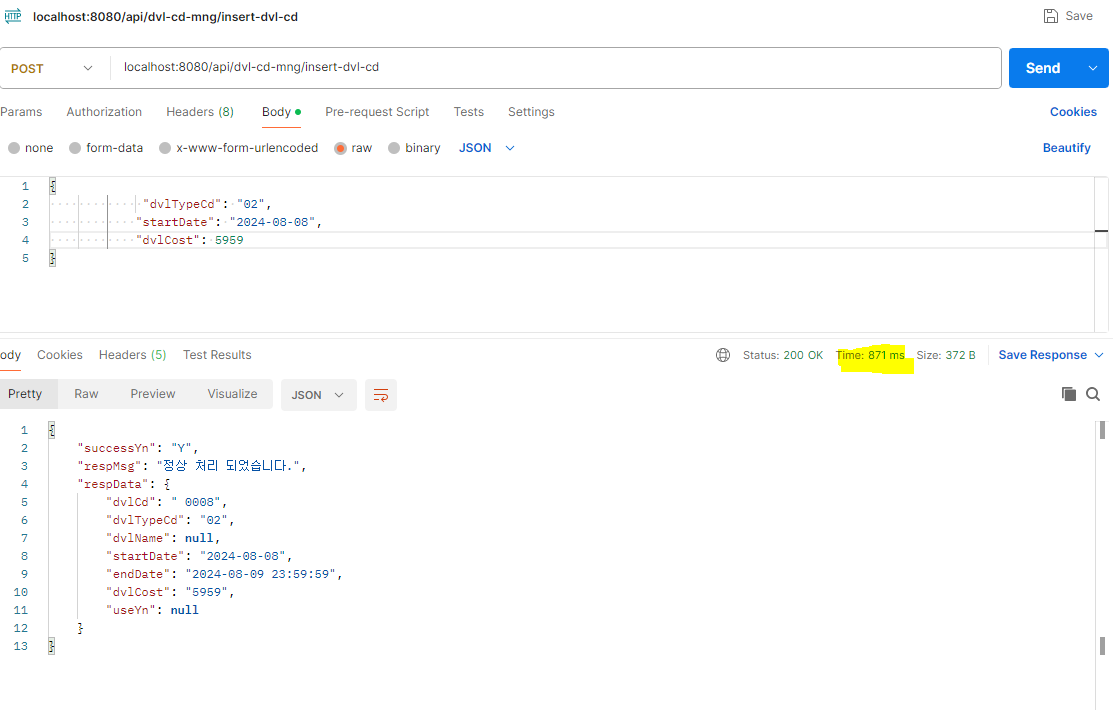 HTTP localhost:8080/api/dvl-cd-mng/insert-dvl-cd Save
POST localhost:8080/api/dvl-cd-mng/insert-dvl-cd Send
Params Authorization Headers (8) Body Pre-request Script Tests Settings Cookies
none form-data x-www-form-urlencoded raw binary JSON Beautify
1 {
2 "dvlTypeCd": "02",
3 "startDate": "2024-08-08",
4 "dvlCost": 5959
5 }
ody Cookies Headers (5) Test Results Status: 200 OK Time: 871 ms Size: 372 B Save Response
Pretty Raw Preview Visualize JSON
1 {
2 "successYn": "Y",
3 "respMsg": "정상 처리 되었습니다.",
4 "respData": {
5 "dvlCd": " 0008",
6 "dvlTypeCd": "02",
7 "dvlName": null,
8 "startDate": "2024-08-08",
9 "endDate": "2024-08-09 23:59:59",
10 "dvlCost": "5959",
11 "useYn": null
12 }
13 }